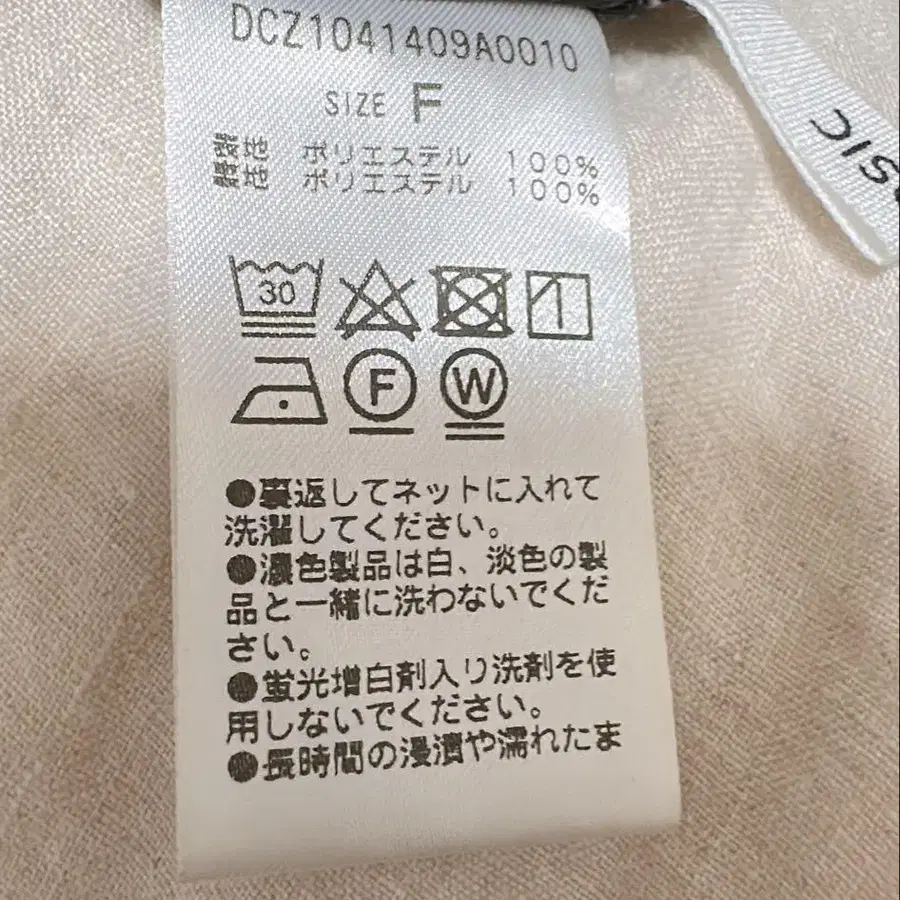 DCZ1041409A0010
SIZE F
表地 ポリエステル 100%
裏地 ポリエステル 100%
30
F
W
●裏返してネットに入れて
洗濯してください。
●濃色製品は白、淡色の製
品と一緒に洗わないでくだ
さい。
●蛍光増白剤入り洗剤を使
用しないでください。
●長時間の浸漬や濡れたま
SIC